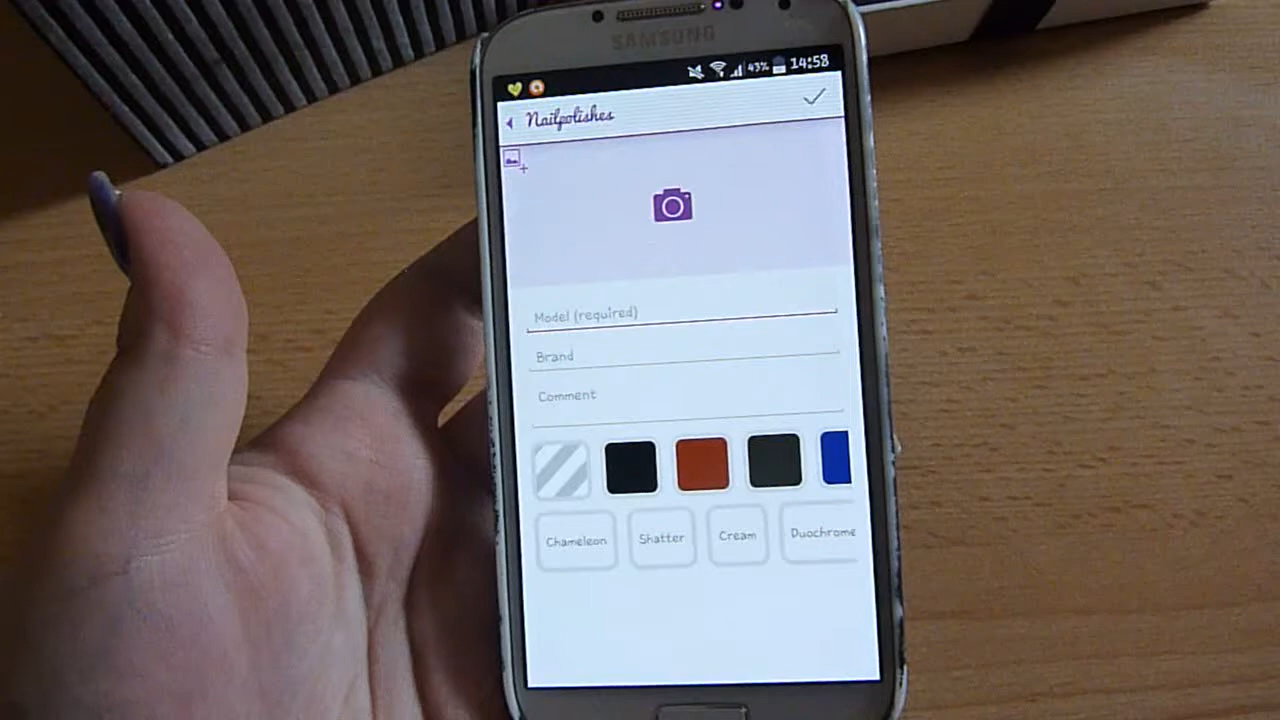 SAMSUNG
43% 14:58
Nailpolishes
Model (required)
Brand
Comment
Chameleon Shatter Cream Duochrome